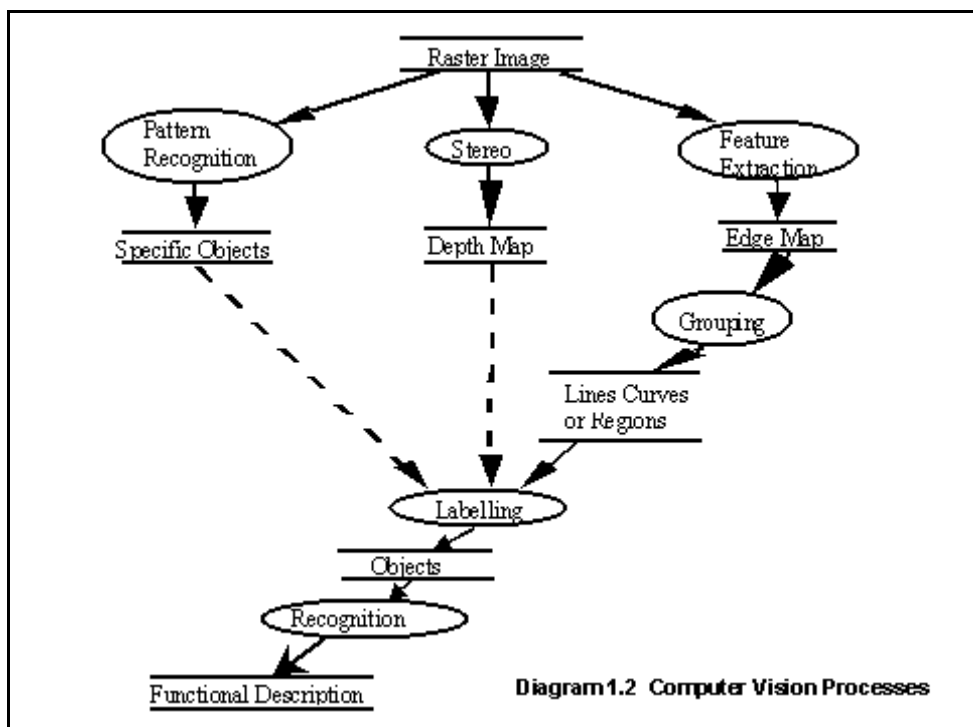 Raster Image
Pattern
Recognition
Stereo
Feature
Extraction
Specific Objects
Depth Map
Edge Map
Grouping
Lines Curves
or Regions
Labelling
Objects
Recognition
Functional Description
Diagram 1.2 Computer Vision Processes